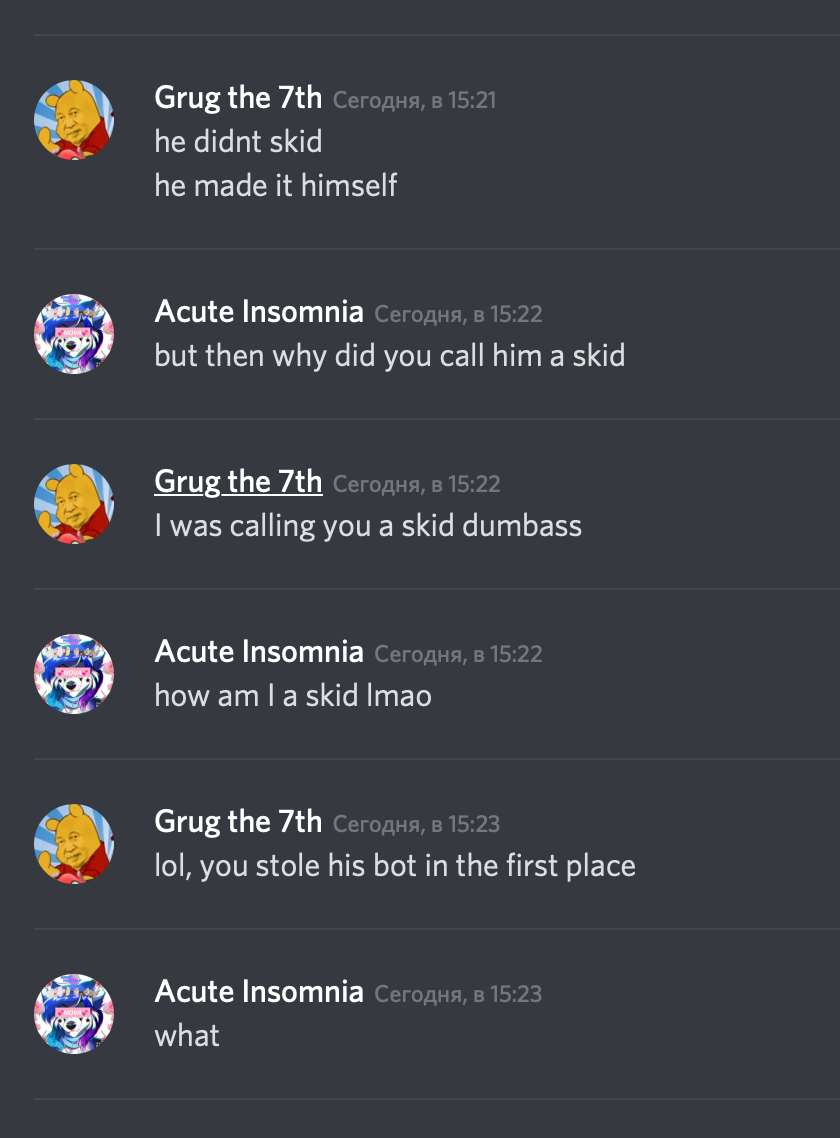 Grug the 7th Сегодня, в 15:21
he didnt skid
he made it himself
Acute Insomnia Сегодня, в 15:22
NOVA
but then why did you call him a skid
Grug the 7th Сегодня, в 15:22
I was calling you a skid dumbass
Acute Insomnia Сегодня, в 15:22
NOVA
how am I a skid lmao
Grug the 7th Сегодня, в 15:23
lol, you stole his bot in the first place
Acute Insomnia Сегодня, в 15:23
NOVA
what